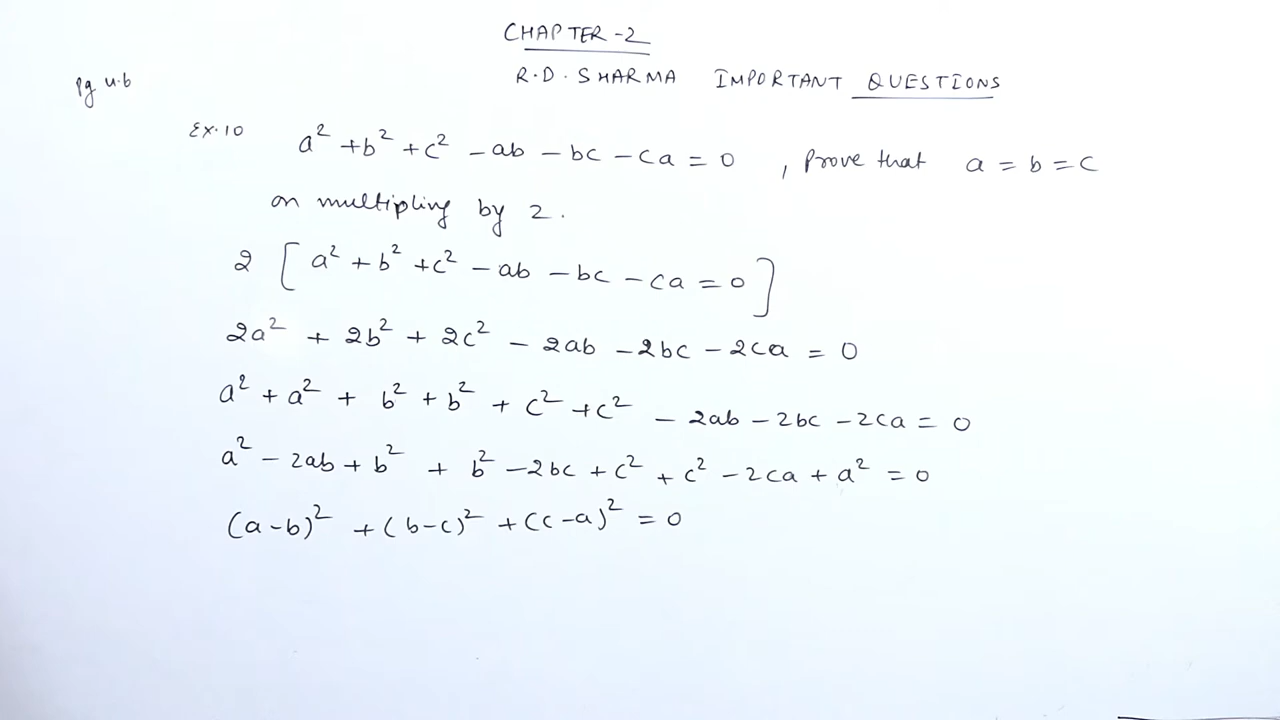 CHAPTER-2
pg 4.6
R.D. SHARMA IMPORTANT QUESTIONS
Ex.10 a² + b² + c² - ab - bc - ca = 0 , Prove that a = b = c
on multipling by 2.
2 [ a² + b² + c² - ab - bc - ca = 0 ]
2a² + 2b² + 2c² - 2ab - 2bc - 2ca = 0
a² + a² + b² + b² + c² + c² - 2ab - 2bc - 2ca = 0
a² - 2ab + b² + b² - 2bc + c² + c² - 2ca + a² = 0
(a-b)² + (b-c)² + (c-a)² = 0